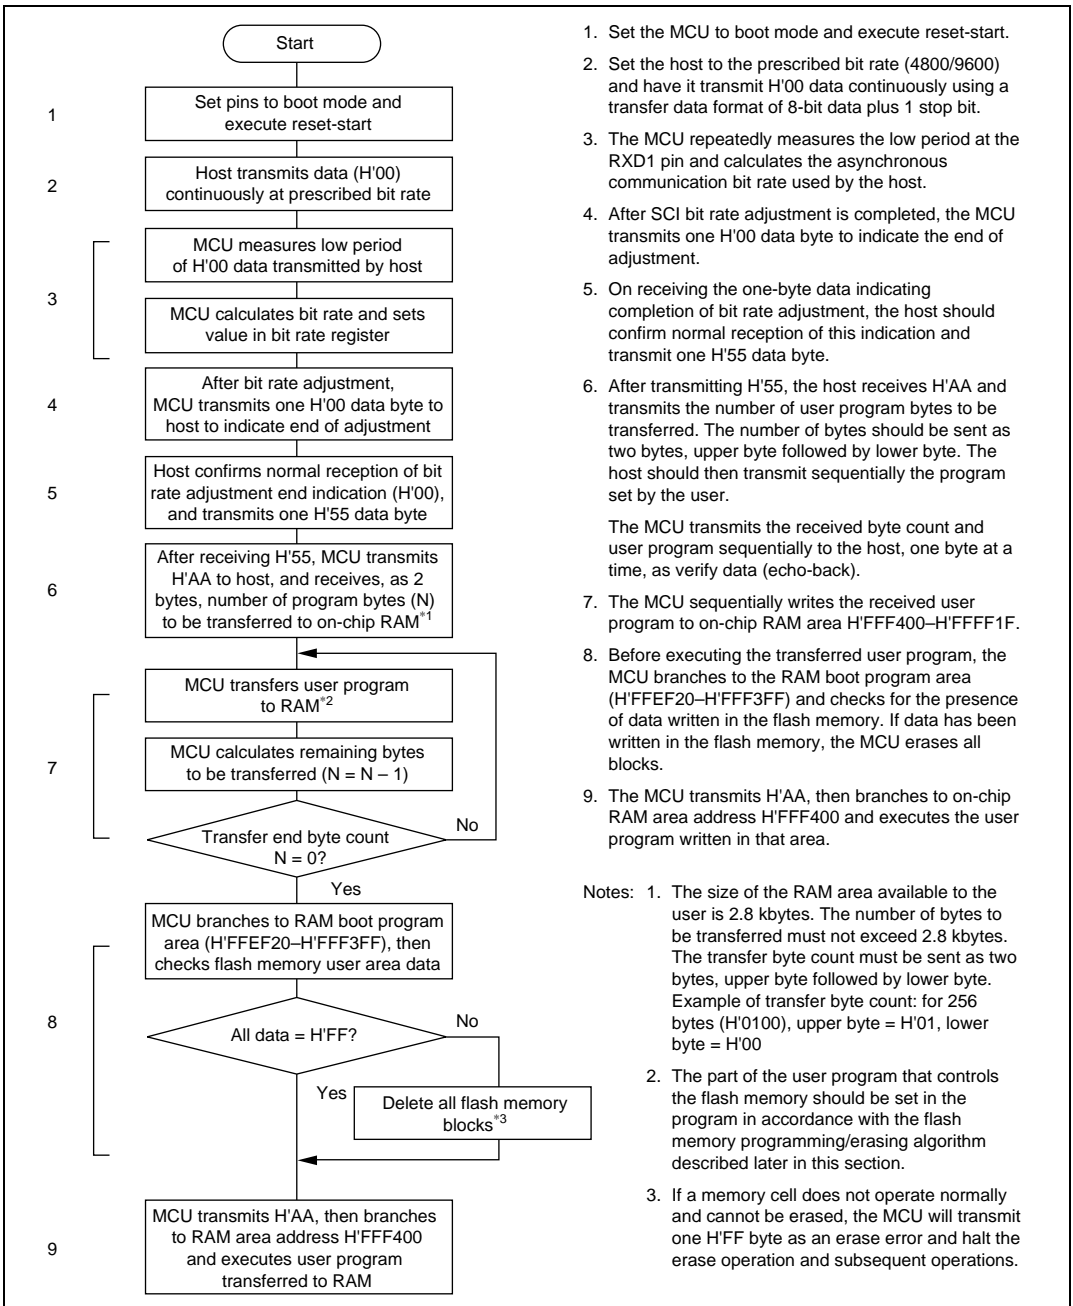 Start
1
Set pins to boot mode and
execute reset-start
2
Host transmits data (H'00)
continuously at prescribed bit rate
3
MCU measures low period
of H'00 data transmitted by host
MCU calculates bit rate and sets
value in bit rate register
4
After bit rate adjustment,
MCU transmits one H'00 data byte to
host to indicate end of adjustment
5
Host confirms normal reception of bit
rate adjustment end indication (H'00),
and transmits one H'55 data byte
6
After receiving H'55, MCU transmits
H'AA to host, and receives, as 2
bytes, number of program bytes (N)
to be transferred to on-chip RAM*1
7
MCU transfers user program
to RAM*2
MCU calculates remaining bytes
to be transferred (N = N – 1)
Transfer end byte count
N = 0?
No
Yes
8
MCU branches to RAM boot program
area (H'FFEF20–H'FFF3FF), then
checks flash memory user area data
All data = H'FF?
No
Yes
Delete all flash memory
blocks*3
9
MCU transmits H'AA, then branches
to RAM area address H'FFF400
and executes user program
transferred to RAM
1. Set the MCU to boot mode and execute reset-start.
2. Set the host to the prescribed bit rate (4800/9600)
and have it transmit H'00 data continuously using a
transfer data format of 8-bit data plus 1 stop bit.
3. The MCU repeatedly measures the low period at the
RXD1 pin and calculates the asynchronous
communication bit rate used by the host.
4. After SCI bit rate adjustment is completed, the MCU
transmits one H'00 data byte to indicate the end of
adjustment.
5. On receiving the one-byte data indicating
completion of bit rate adjustment, the host should
confirm normal reception of this indication and
transmit one H'55 data byte.
6. After transmitting H'55, the host receives H'AA and
transmits the number of user program bytes to be
transferred. The number of bytes should be sent as
two bytes, upper byte followed by lower byte. The
host should then transmit sequentially the program
set by the user.
The MCU transmits the received byte count and
user program sequentially to the host, one byte at a
time, as verify data (echo-back).
7. The MCU sequentially writes the received user
program to on-chip RAM area H'FFF400–H'FFFF1F.
8. Before executing the transferred user program, the
MCU branches to the RAM boot program area
(H'FFEF20–H'FFF3FF) and checks for the presence
of data written in the flash memory. If data has been
written in the flash memory, the MCU erases all
blocks.
9. The MCU transmits H'AA, then branches to on-chip
RAM area address H'FFF400 and executes the user
program written in that area.
Notes: 1. The size of the RAM area available to the
user is 2.8 kbytes. The number of bytes to
be transferred must not exceed 2.8 kbytes.
The transfer byte count must be sent as two
bytes, upper byte followed by lower byte.
Example of transfer byte count: for 256
bytes (H'0100), upper byte = H'01, lower
byte = H'00
2. The part of the user program that controls
the flash memory should be set in the
program in accordance with the flash
memory programming/erasing algorithm
described later in this section.
3. If a memory cell does not operate normally
and cannot be erased, the MCU will transmit
one H'FF byte as an erase error and halt the
erase operation and subsequent operations.